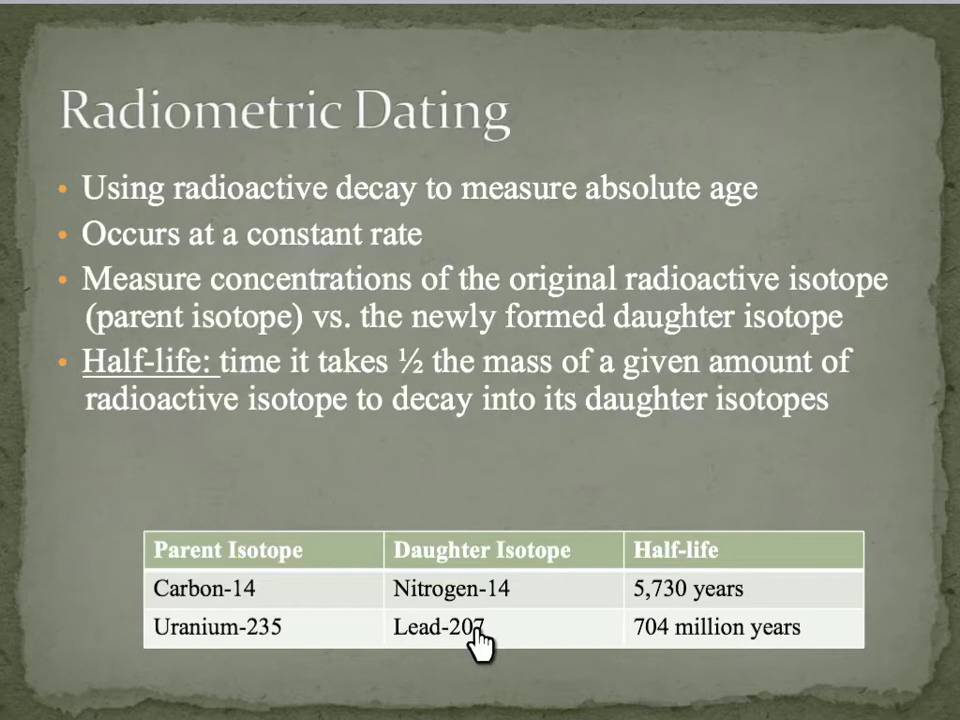 Radiometric Dating
• Using radioactive decay to measure absolute age
• Occurs at a constant rate
• Measure concentrations of the original radioactive isotope
(parent isotope) vs. the newly formed daughter isotope
• Half-life: time it takes ½ the mass of a given amount of
radioactive isotope to decay into its daughter isotopes
Parent Isotope Daughter Isotope Half-life
Carbon-14 Nitrogen-14 5,730 years
Uranium-235 Lead-207 704 million years